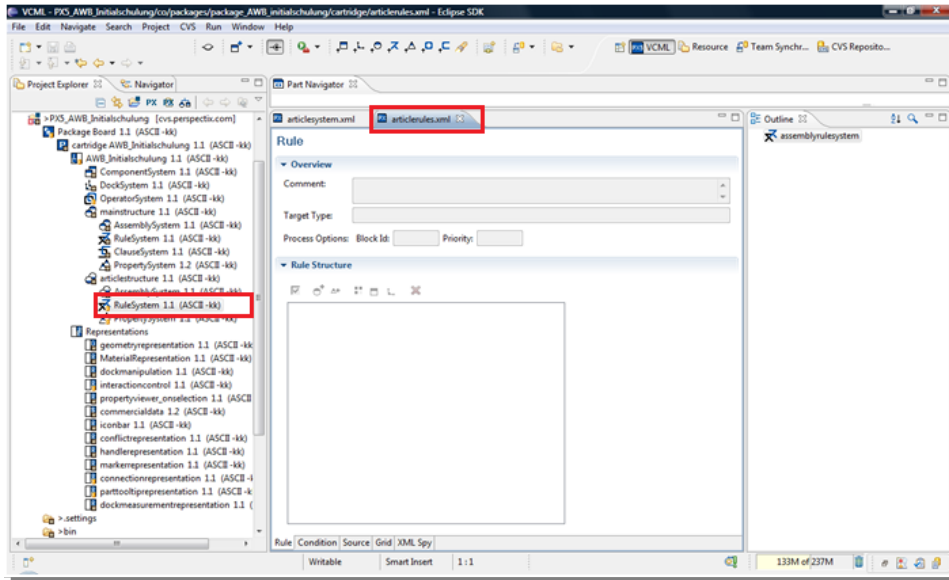 VCML - PX5_AWB_Initialschulung/co/packages/package_AWB_initialschulung/cartridge/articlerules.xml - Eclipse SDK
File Edit Navigate Search Project CVS Run Window Help
VCML Resource Team Synchr... CVS Reposito...
Project Explorer Navigator
Part Navigator
>PX5_AWB_Initialschulung [cvs.perspectix.com]
Package Board 1.1 (ASCII -kk)
cartridge AWB_Initialschulung 1.1 (ASCII -kk)
AWB_Initialschulung 1.1 (ASCII -kk)
ComponentSystem 1.1 (ASCII -kk)
DockSystem 1.1 (ASCII -kk)
OperatorSystem 1.1 (ASCII -kk)
mainstructure 1.1 (ASCII -kk)
AssemblySystem 1.1 (ASCII -kk)
RuleSystem 1.1 (ASCII -kk)
ClauseSystem 1.1 (ASCII -kk)
PropertySystem 1.2 (ASCII -kk)
articlestructure 1.1 (ASCII -kk)
AssemblySystem 1.1 (ASCII -kk)
RuleSystem 1.1 (ASCII -kk)
PropertySystem 1.1 (ASCII -kk)
Representations
geometryrepresentation 1.1 (ASCII -kk
MaterialRepresentation 1.1 (ASCII -kk)
dockmanipulation 1.1 (ASCII -kk)
interactioncontrol 1.1 (ASCII -kk)
propertyviewer_onselection 1.1 (ASCII
commercialdata 1.2 (ASCII -kk)
iconbar 1.1 (ASCII -kk)
conflictrepresentation 1.1 (ASCII -kk)
handlerepresentation 1.1 (ASCII -kk)
markerrepresentation 1.1 (ASCII -kk)
connectionrepresentation 1.1 (ASCII -k
parttooltiprepresentation 1.1 (ASCII -k
dockmeasurementrepresentation 1.1 (
>.settings
>bin
articlesystem.xml articlerules.xml
Rule
Overview
Comment:
Target Type:
Process Options: Block Id: Priority:
Rule Structure
Rule Condition Source Grid XML Spy
Outline
assemblyrulesystem
Writable Smart Insert 1 : 1 133M of 237M